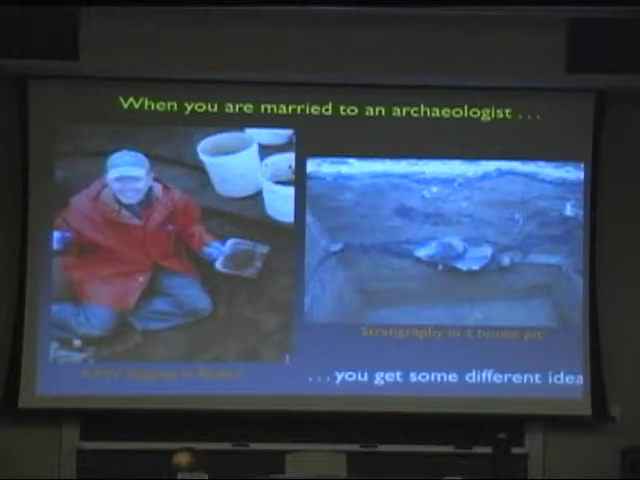 When you are married to an archaeologist . . .
Stratigraphy in a house pit
. . . you get some different idea